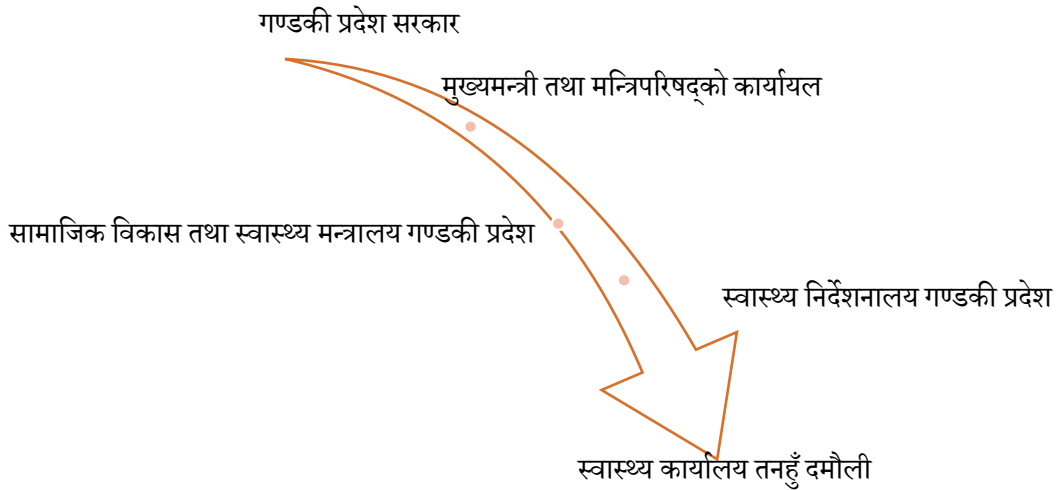 गण्डकी प्रदेश सरकार
मुख्यमन्त्री तथा मन्त्रिपरिषद्को कार्यायल
सामाजिक विकास तथा स्वास्थ्य मन्त्रालय गण्डकी प्रदेश
स्वास्थ्य निर्देशनालय गण्डकी प्रदेश
स्वास्थ्य कार्यालय तनहुँ दमौली